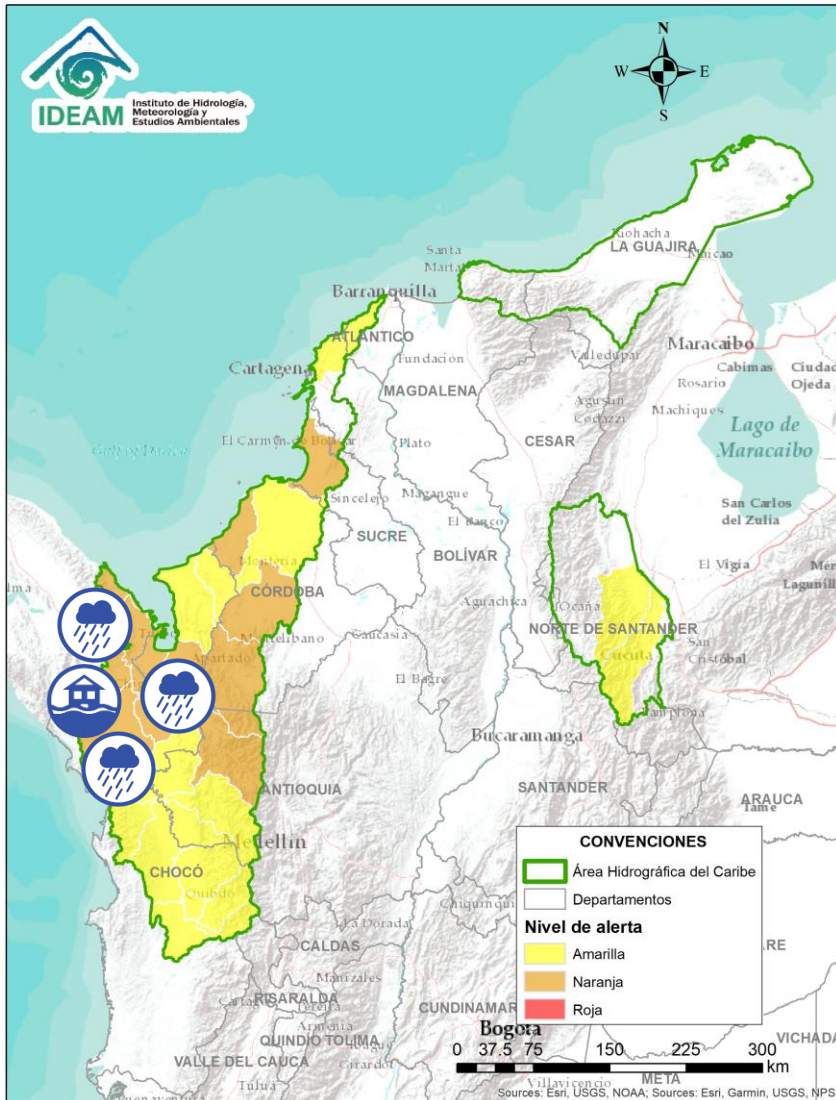 N
W
E
S
IDEAM
Instituto de Hidrología,
Meteorología y
Estudios Ambientales
Riohacha
LA GUAJIRA
Maicao
Santa
Marta
Barranquilla
ATLÁNTICO
Cartagena
Fundación
Valledupar
Maracaibo
Cabimas
Ciudad
Ojeda
Rosario
MAGDALENA
Agustín
Codazzi
Machiques
CESAR
Lago de
Maracaibo
El Carmen de Bolívar
Plato
Sincelejo
Magangue
San Carlos
del Zulia
El Banco
SUCRE
BOLÍVAR
Montería
El Vigía
CÓRDOBA
Aguachica
Ocaña
NORTE DE SANTANDER
Cúcuta
San
Cristóbal
Caucasia
Apartadó
El Bagre
Bucaramanga
ANTIOQUIA
SANTANDER
ARAUCA
Tame
Medellín
CHOCÓ
Quibdó
La Dorada
CALDAS
Manizales
RISARALDA
Pereira
Armenia
CUNDINAMAR
Bogotá
QUINDÍO
TOLIMA
Girardot
VALLE DEL CAUCA
Tuluá
VICHADA
META
Villavicencio
CONVENCIONES
Área Hidrográfica del Caribe
Departamentos
Nivel de alerta
Amarilla
Naranja
Roja
0 37.5 75 150 225 300
km
Sources: Esri, USGS, NOAA; Sources: Esri, Garmin, USGS, NPS